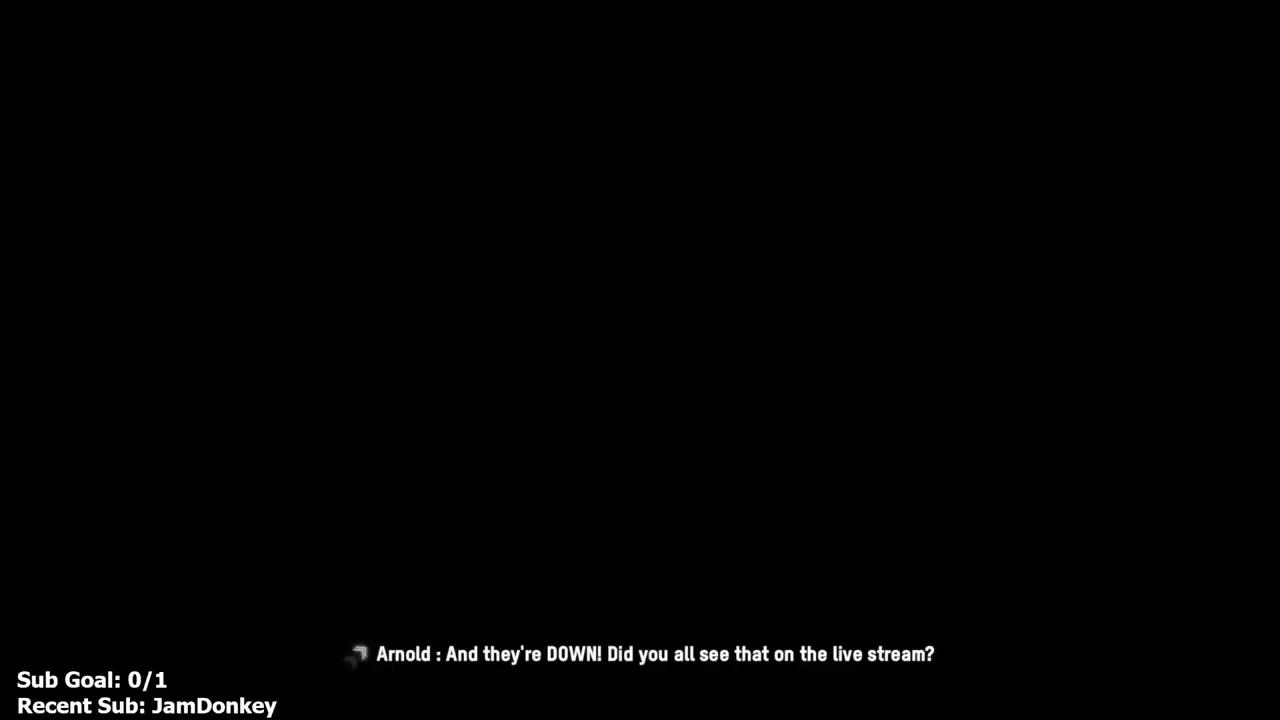 Arnold : And they're DOWN! Did you all see that on the live stream?
Sub Goal: 0/1
Recent Sub: JamDonkey